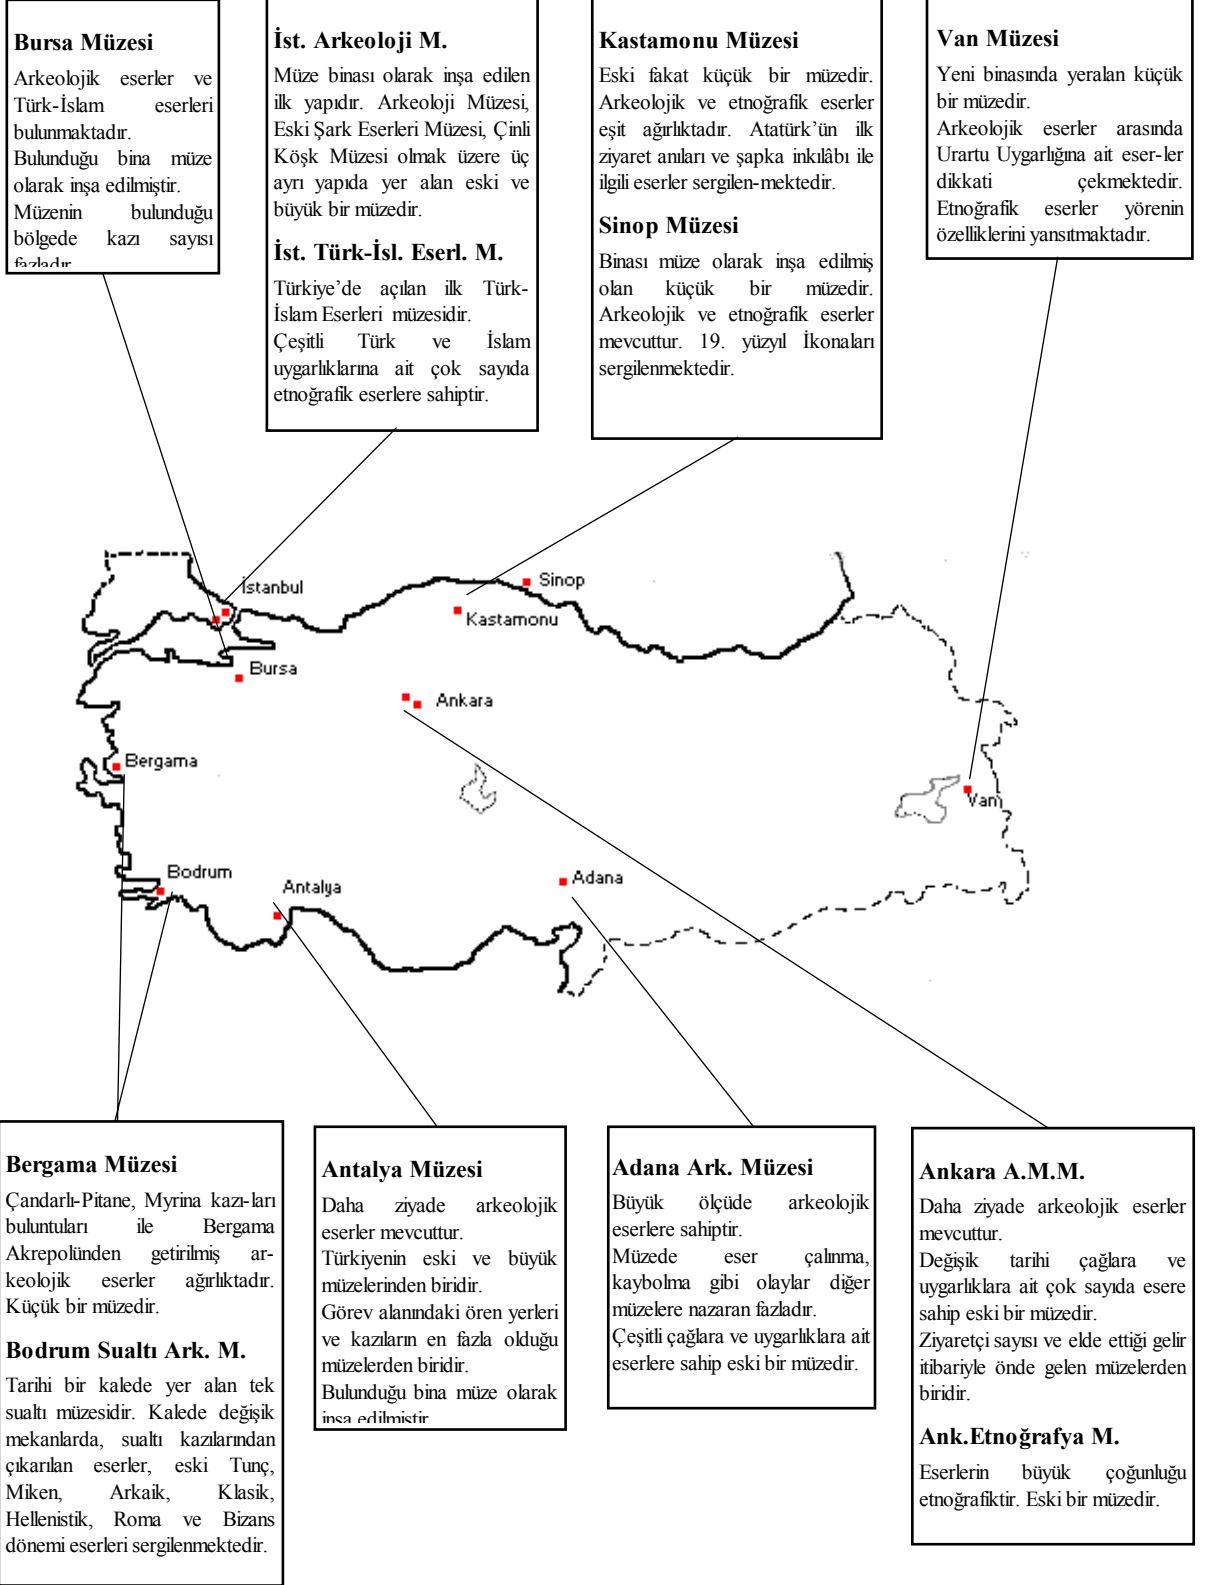 Bursa Müzesi
Arkeolojik eserler ve
Türk-İslam eserleri
bulunmaktadır.
Bulunduğu bina müze
olarak inşa edilmiştir.
Müzenin bulunduğu
bölgede kazı sayısı
fazladır
İst. Arkeoloji M.
Müze binası olarak inşa edilen
ilk yapıdır. Arkeoloji Müzesi,
Eski Şark Eserleri Müzesi, Çinli
Köşk Müzesi olmak üzere üç
ayrı yapıda yer alan eski ve
büyük bir müzedir.
İst. Türk-İsl. Eserl. M.
Türkiye’de açılan ilk Türk-
İslam Eserleri müzesidir.
Çeşitli Türk ve İslam
uygarlıklarına ait çok sayıda
etnoğrafik eserlere sahiptir.
Kastamonu Müzesi
Eski fakat küçük bir müzedir.
Arkeolojik ve etnoğrafik eserler
eşit ağırlıktadır. Atatürk’ün ilk
ziyaret anıları ve şapka inkılâbı ile
ilgili eserler sergilen-mektedir.
Sinop Müzesi
Binası müze olarak inşa edilmiş
olan küçük bir müzedir.
Arkeolojik ve etnoğrafik eserler
mevcuttur. 19. yüzyıl İkonaları
sergilenmektedir.
Van Müzesi
Yeni binasında yeralan küçük
bir müzedir.
Arkeolojik eserler arasında
Urartu Uygarlığına ait eser-ler
dikkati çekmektedir.
Etnoğrafik eserler yörenin
özelliklerini yansıtmaktadır.
İstanbul
Sinop
Kastamonu
Bursa
Ankara
Bergama
Van
Bodrum
Antalya
Adana
Bergama Müzesi
Çandarlı-Pitane, Myrina kazı-ları
buluntuları ile Bergama
Akrepolünden getirilmiş ar-
keolojik eserler ağırlıktadır.
Küçük bir müzedir.
Bodrum Sualtı Ark. M.
Tarihi bir kalede yer alan tek
sualtı müzesidir. Kalede değişik
mekanlarda, sualtı kazılarından
çıkarılan eserler, eski Tunç,
Miken, Arkaik, Klasik,
Hellenistik, Roma ve Bizans
dönemi eserleri sergilenmektedir.
Antalya Müzesi
Daha ziyade arkeolojik
eserler mevcuttur.
Türkıyenin eski ve büyük
müzelerinden biridir.
Görev alanındaki ören yerleri
ve kazıların en fazla olduğu
müzelerden biridir.
Bulunduğu bina müze olarak
inşa edilmiştir
Adana Ark. Müzesi
Büyük ölçüde arkeolojik
eserlere sahiptir.
Müzede eser çalınma,
kaybolma gibi olaylar diğer
müzelere nazaran fazladır.
Çeşitli çağlara ve uygarlıklara ait
eserlere sahip eski bir müzedir.
Ankara A.M.M.
Daha ziyade arkeolojik eserler
mevcuttur.
Değişik tarihi çağlara ve
uygarlıklara ait çok sayıda esere
sahip eski bir müzedir.
Ziyaretçi sayısı ve elde ettiği gelir
itibariyle önde gelen müzelerden
biridir.
Ank.Etnoğrafya M.
Eserlerin büyük çoğunluğu
etnoğrafiktir. Eski bir müzedir.